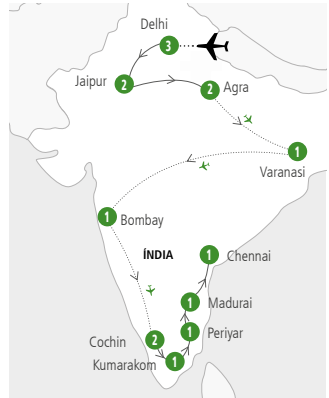 Delhi
3
Jaipur
2
2
Agra
1
Varanasi
1
Bombay
ÍNDIA
1
Chennai
1
Madurai
1
Periyar
Cochin
2
Kumarakom
1